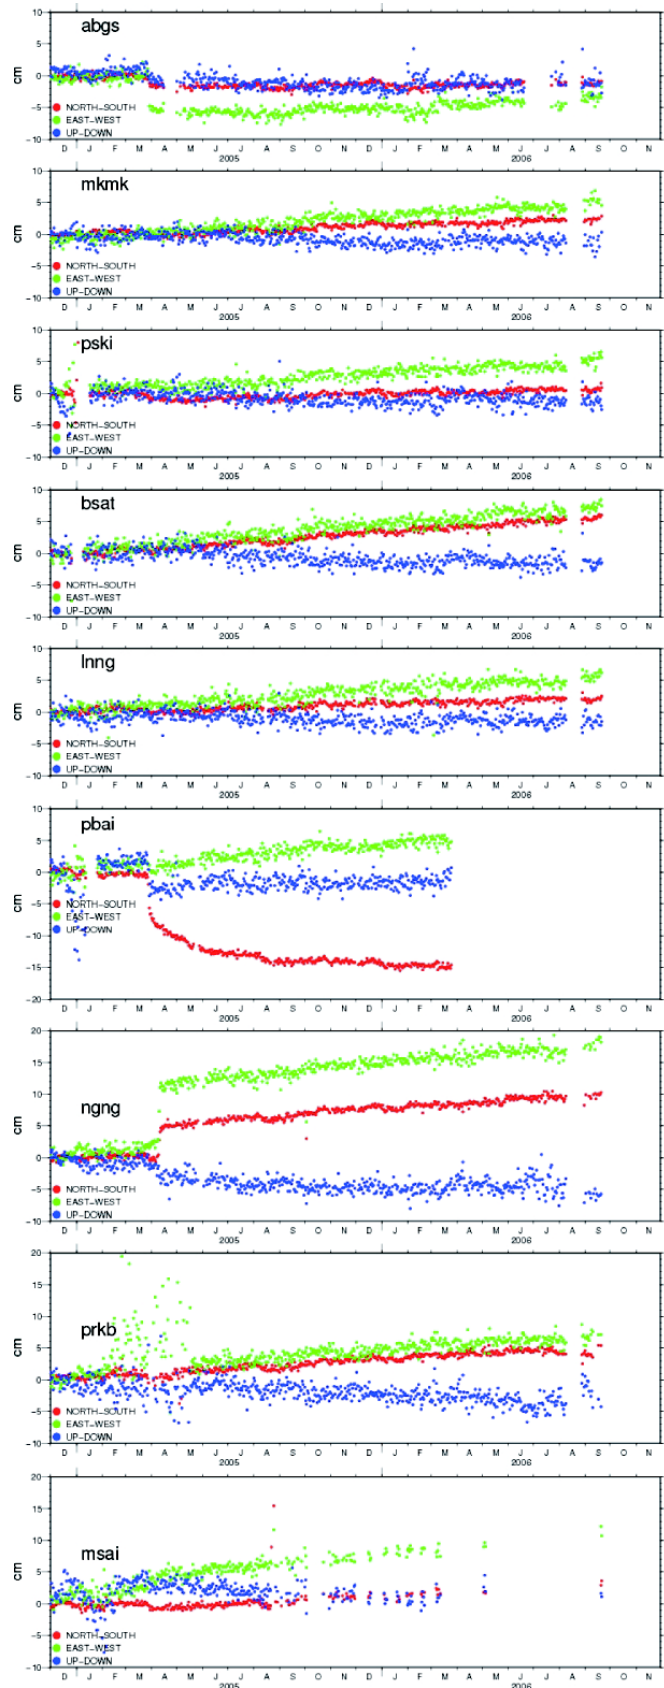 abgs
10
5
0
-5
-10
cm
NORTH-SOUTH
EAST-WEST
UP-DOWN
D J F M A M J J A S O N D J F M A M J J A S O N
2005 2006
mkmk
10
5
0
-5
-10
cm
NORTH-SOUTH
EAST-WEST
UP-DOWN
D J F M A M J J A S O N D J F M A M J J A S O N
2005 2006
pski
10
5
0
-5
-10
cm
NORTH-SOUTH
EAST-WEST
UP-DOWN
D J F M A M J J A S O N D J F M A M J J A S O N
2005 2006
bsat
10
5
0
-5
-10
cm
NORTH-SOUTH
EAST-WEST
UP-DOWN
D J F M A M J J A S O N D J F M A M J J A S O N
2005 2006
lnng
10
5
0
-5
-10
cm
NORTH-SOUTH
EAST-WEST
UP-DOWN
D J F M A M J J A S O N D J F M A M J J A S O N
2005 2006
pbai
10
5
0
-5
-10
-15
-20
cm
NORTH-SOUTH
EAST-WEST
UP-DOWN
D J F M A M J J A S O N D J F M A M J J A S O N
2005 2006
ngng
20
15
10
5
0
-5
-10
cm
NORTH-SOUTH
EAST-WEST
UP-DOWN
D J F M A M J J A S O N D J F M A M J J A S O N
2005 2006
prkb
20
15
10
5
0
-5
-10
cm
NORTH-SOUTH
EAST-WEST
UP-DOWN
D J F M A M J J A S O N D J F M A M J J A S O N
2005 2006
msai
20
15
10
5
0
-5
-10
cm
NORTH-SOUTH
EAST-WEST
UP-DOWN
D J F M A M J J A S O N D J F M A M J J A S O N
2005 2006